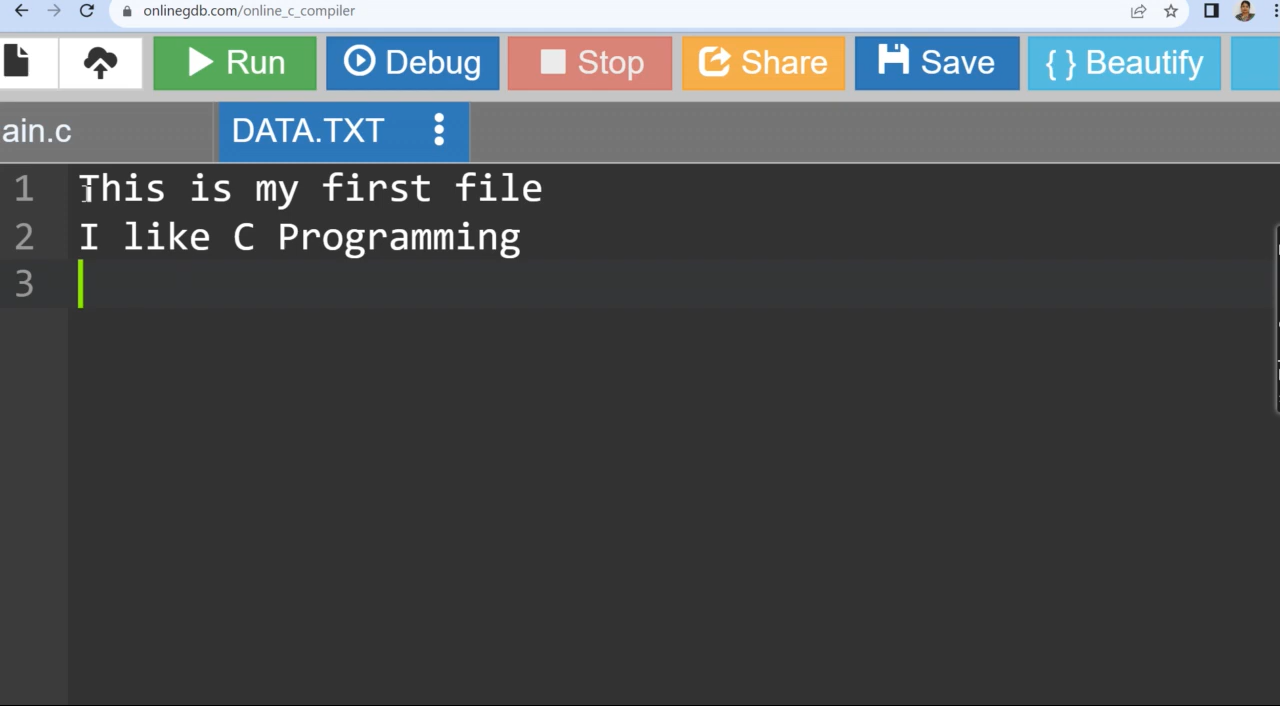 onlinegdb.com/online_c_compiler
Run Debug Stop Share Save { } Beautify
ain.c DATA.TXT
1 This is my first file
2 I like C Programming
3